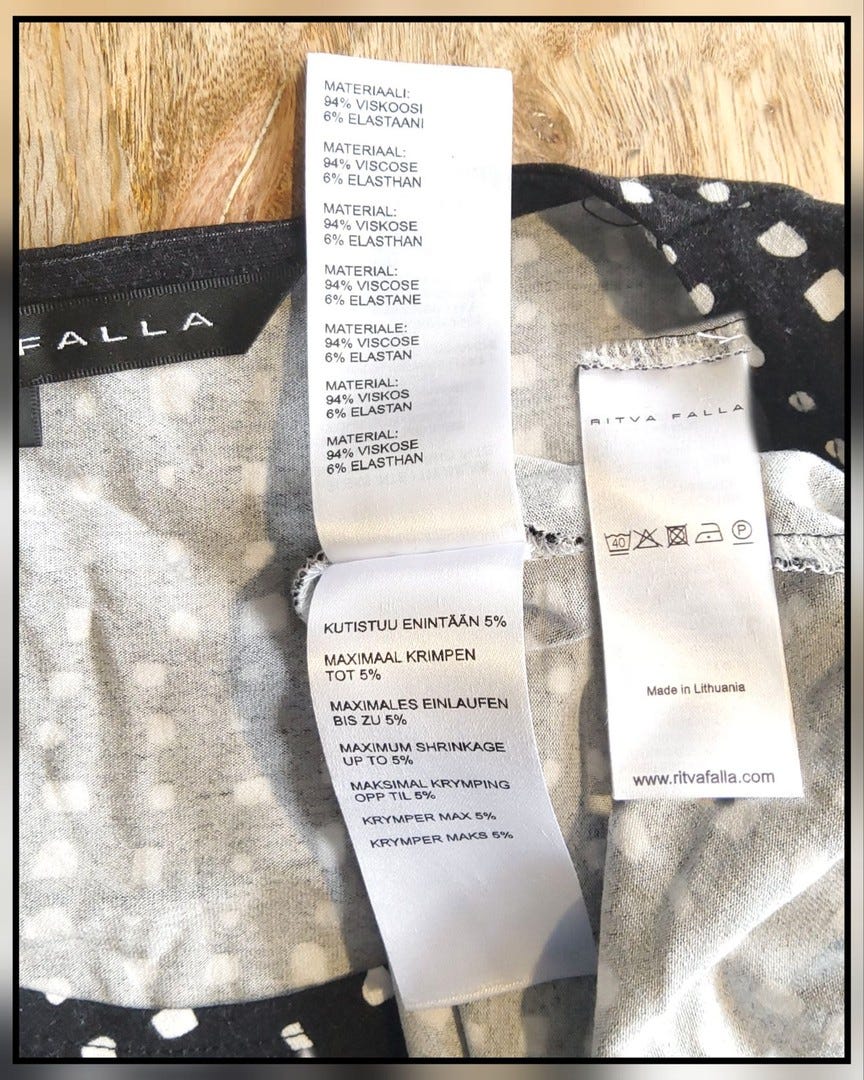 MATERIAALI:
94% VISKOOSI
6% ELASTAANI
MATERIAAL:
94% VISCOSE
6% ELASTHAN
MATERIAL:
94% VISKOSE
6% ELASTHAN
MATERIAL:
94% VISCOSE
6% ELASTANE
MATERIALE:
94% VISCOSE
6% ELASTAN
MATERIAL:
94% VISKOS
6% ELASTAN
MATERIAL:
94% VISKOSE
6% ELASTHAN
FALLA
KUTISTUU ENINTÄÄN 5%
MAXIMAAL KRIMPEN
TOT 5%
MAXIMALES EINLAUFEN
BIS ZU 5%
MAXIMUM SHRINKAGE
UP TO 5%
MAKSIMAL KRYMPING
OPP TIL 5%
KRYMPER MAX 5%
KRYMPER MAKS 5%
RITVA FALLA
40
P
Made in Lithuania
www.ritvafalla.com